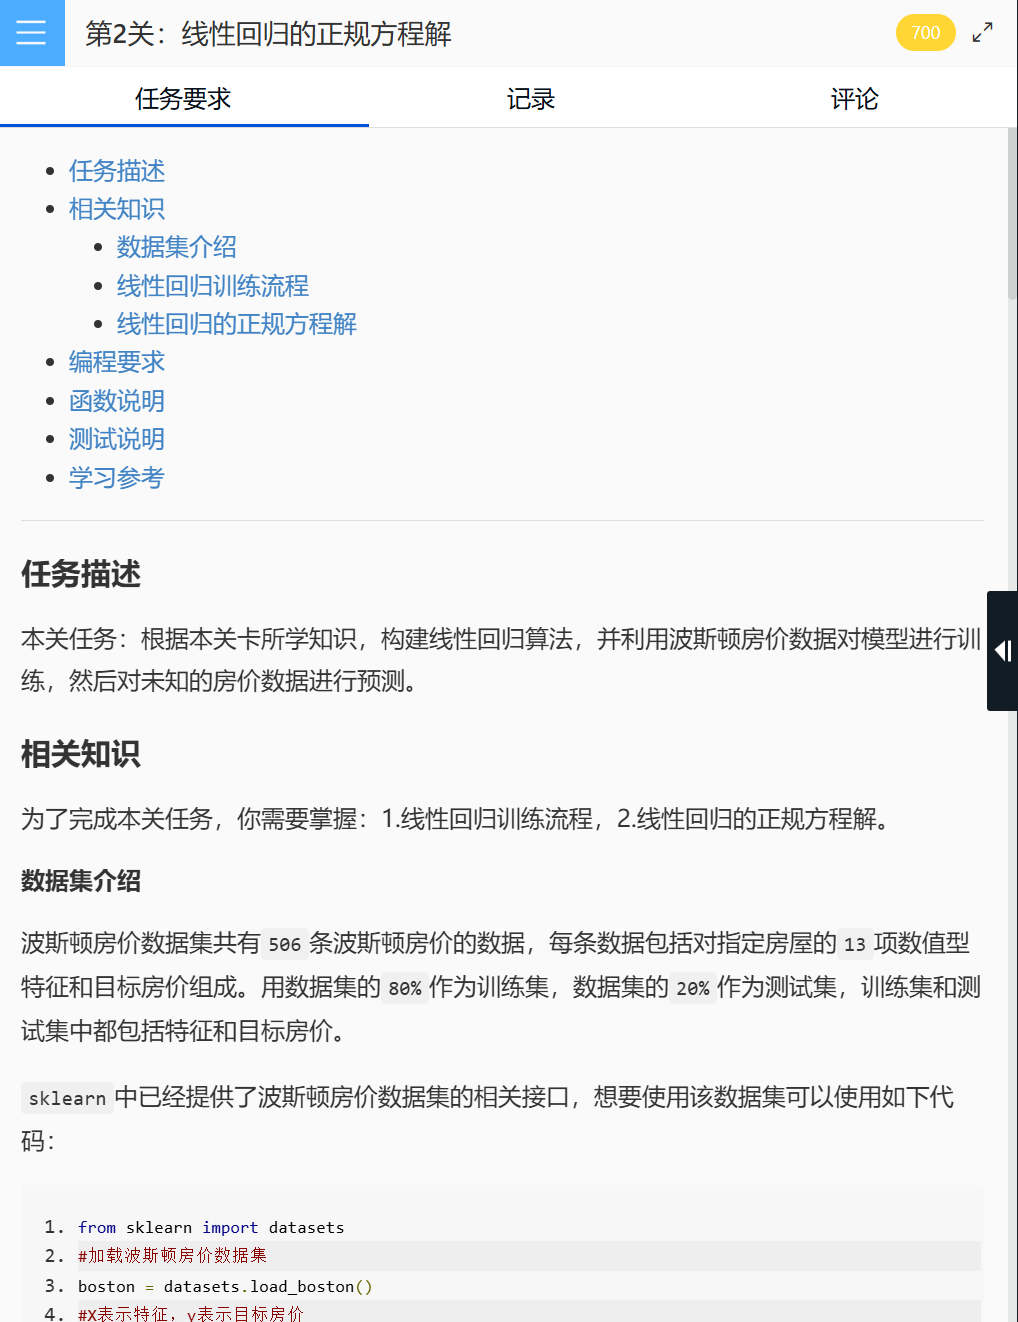 第2关：线性回归的正规方程解
700
任务要求
记录
评论
任务描述
相关知识
数据集介绍
线性回归训练流程
线性回归的正规方程解
编程要求
函数说明
测试说明
学习参考
任务描述
本关任务：根据本关卡所学知识，构建线性回归算法，并利用波斯顿房价数据对模型进行训
练，然后对未知的房价数据进行预测。
相关知识
为了完成本关任务，你需要掌握：1.线性回归训练流程，2.线性回归的正规方程解。
数据集介绍
波斯顿房价数据集共有506条波斯顿房价的数据，每条数据包括对指定房屋的13项数值型
特征和目标房价组成。用数据集的80%作为训练集，数据集的20%作为测试集，训练集和测
试集中都包括特征和目标房价。
sklearn中已经提供了波斯顿房价数据集的相关接口，想要使用该数据集可以使用如下代
码：
1. from sklearn import datasets
2. #加载波斯顿房价数据集
3. boston = datasets.load_boston()
4. #X表示特征，y表示目标房价